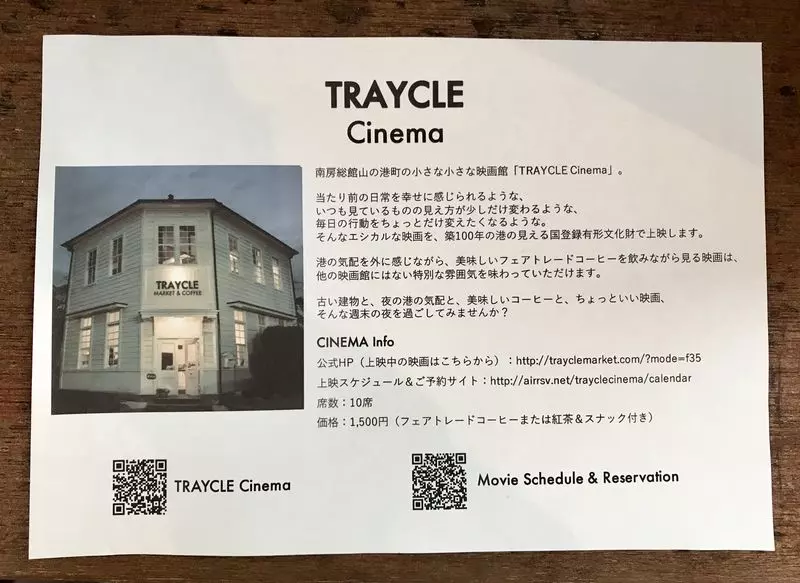 TRAYCLE
Cinema
南房総館山の港町の小さな小さな映画館「TRAYCLE Cinema」。
当たり前の日常を幸せに感じられるような、
いつも見ているものの見え方が少しだけ変わるような、
毎日の行動をちょっとだけ変えたくなるような。
そんなエシカルな映画を、築100年の港の見える国登録有形文化財で上映します。
港の気配を外に感じながら、美味しいフェアトレードコーヒーを飲みながら見る映画は、
他の映画館にはない特別な雰囲気を味わっていただけます。
古い建物と、夜の港の気配と、美味しいコーヒーと、ちょっといい映画、
そんな週末の夜を過ごしてみませんか？
TRAYCLE
MARKET & COFFEE
CINEMA Info
公式HP（上映中の映画はこちらから）：http://trayclemarket.com/?mode=f35
上映スケジュール＆ご予約サイト：http://airrsv.net/trayclecinema/calendar
席数：10席
価格：1,500円（フェアトレードコーヒーまたは紅茶＆スナック付き）
TRAYCLE Cinema
Movie Schedule & Reservation